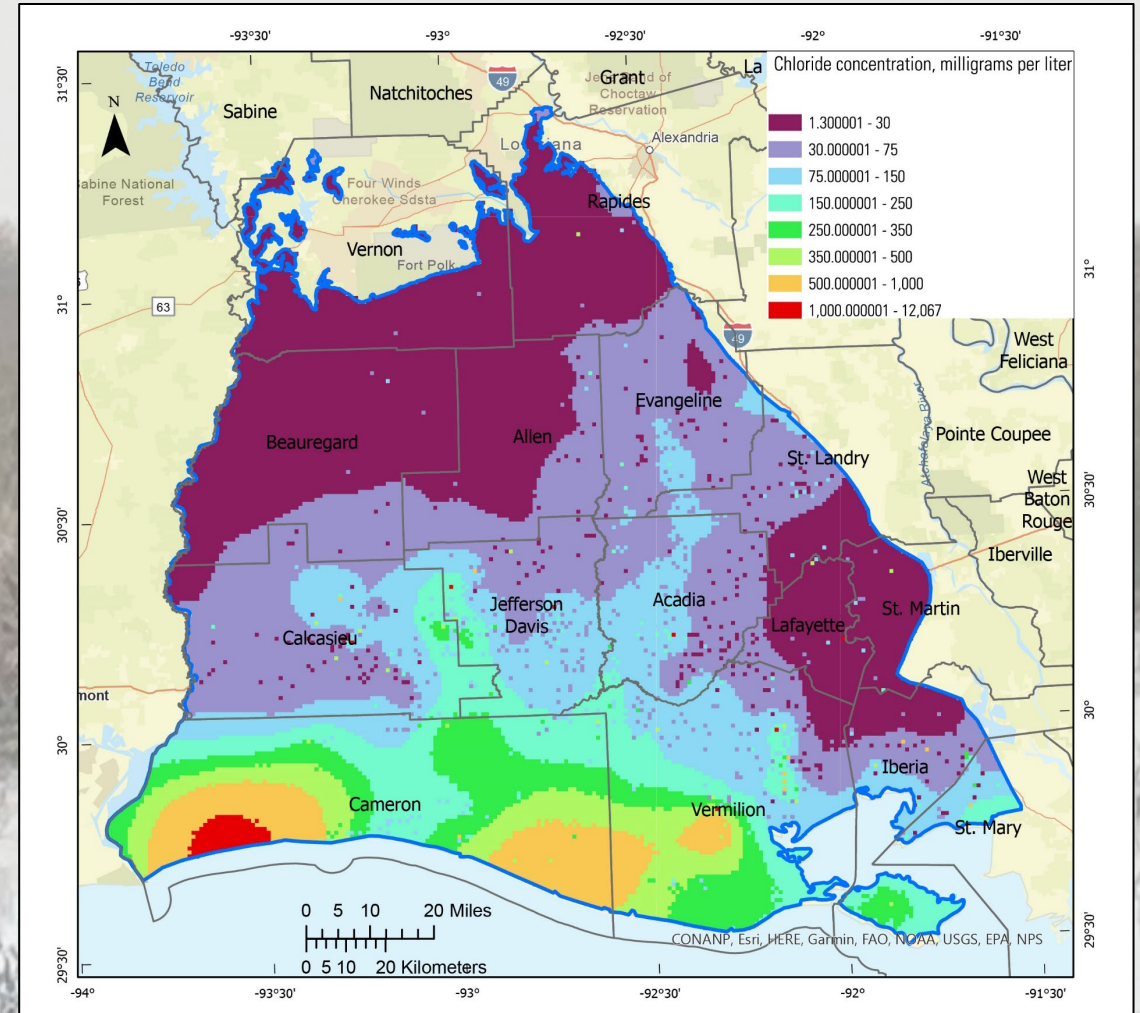 -93°30'
-93°
-92°30'
-92°
-91°30'
31°30'
31°
30°30'
30°
29°30'
N
Toledo
Bend
Reservoir
Sabine
Natchitoches
49
Grant
Choctaw
Reservation
La
Alexandria
Chloride concentration, milligrams per liter
1.300001 - 30
30.000001 - 75
75.000001 - 150
150.000001 - 250
250.000001 - 350
350.000001 - 500
500.000001 - 1,000
1,000.000001 - 12,067
Sabine National
Forest
Four Winds
Cherokee Sdsta
Rapides
Vernon
Fort Polk
63
31°
49
West
Feliciana
Evangeline
Atchafalaya River
Beauregard
Allen
St. Landry
Pointe Coupee
West
Baton
Rouge
30°30'
Iberville
Jefferson
Davis
Acadia
St. Martin
Calcasieu
Lafayette
mont
30°
Iberia
Cameron
Vermilion
St. Mary
0 5 10 20 Miles
0 5 10 20 Kilometers
CONANP, Esri, HERE, Garmin, FAO, NOAA, USGS, EPA, NPS
29°30'
-94°
-93°30'
-93°
-92°30'
-92°
-91°30'